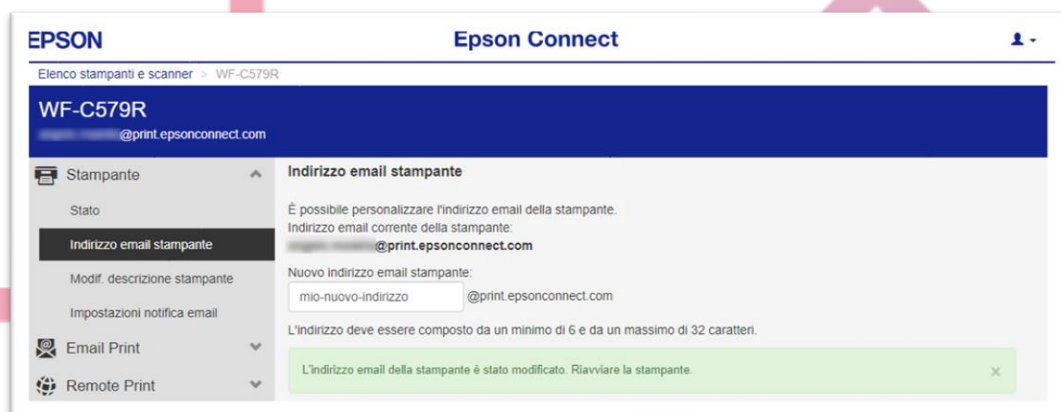 EPSON
Epson Connect
Elenco stampanti e scanner > WF-C579R
WF-C579R
@print.epsonconnect.com
Stampante
Stato
Indirizzo email stampante
Modif. descrizione stampante
Impostazioni notifica email
Email Print
Remote Print
Indirizzo email stampante
È possibile personalizzare l'indirizzo email della stampante.
Indirizzo email corrente della stampante:
@print.epsonconnect.com
Nuovo indirizzo email stampante:
mio-nuovo-indirizzo @print.epsonconnect.com
L'indirizzo deve essere composto da un minimo di 6 e da un massimo di 32 caratteri.
L'indirizzo email della stampante è stato modificato. Riavviare la stampante. ×